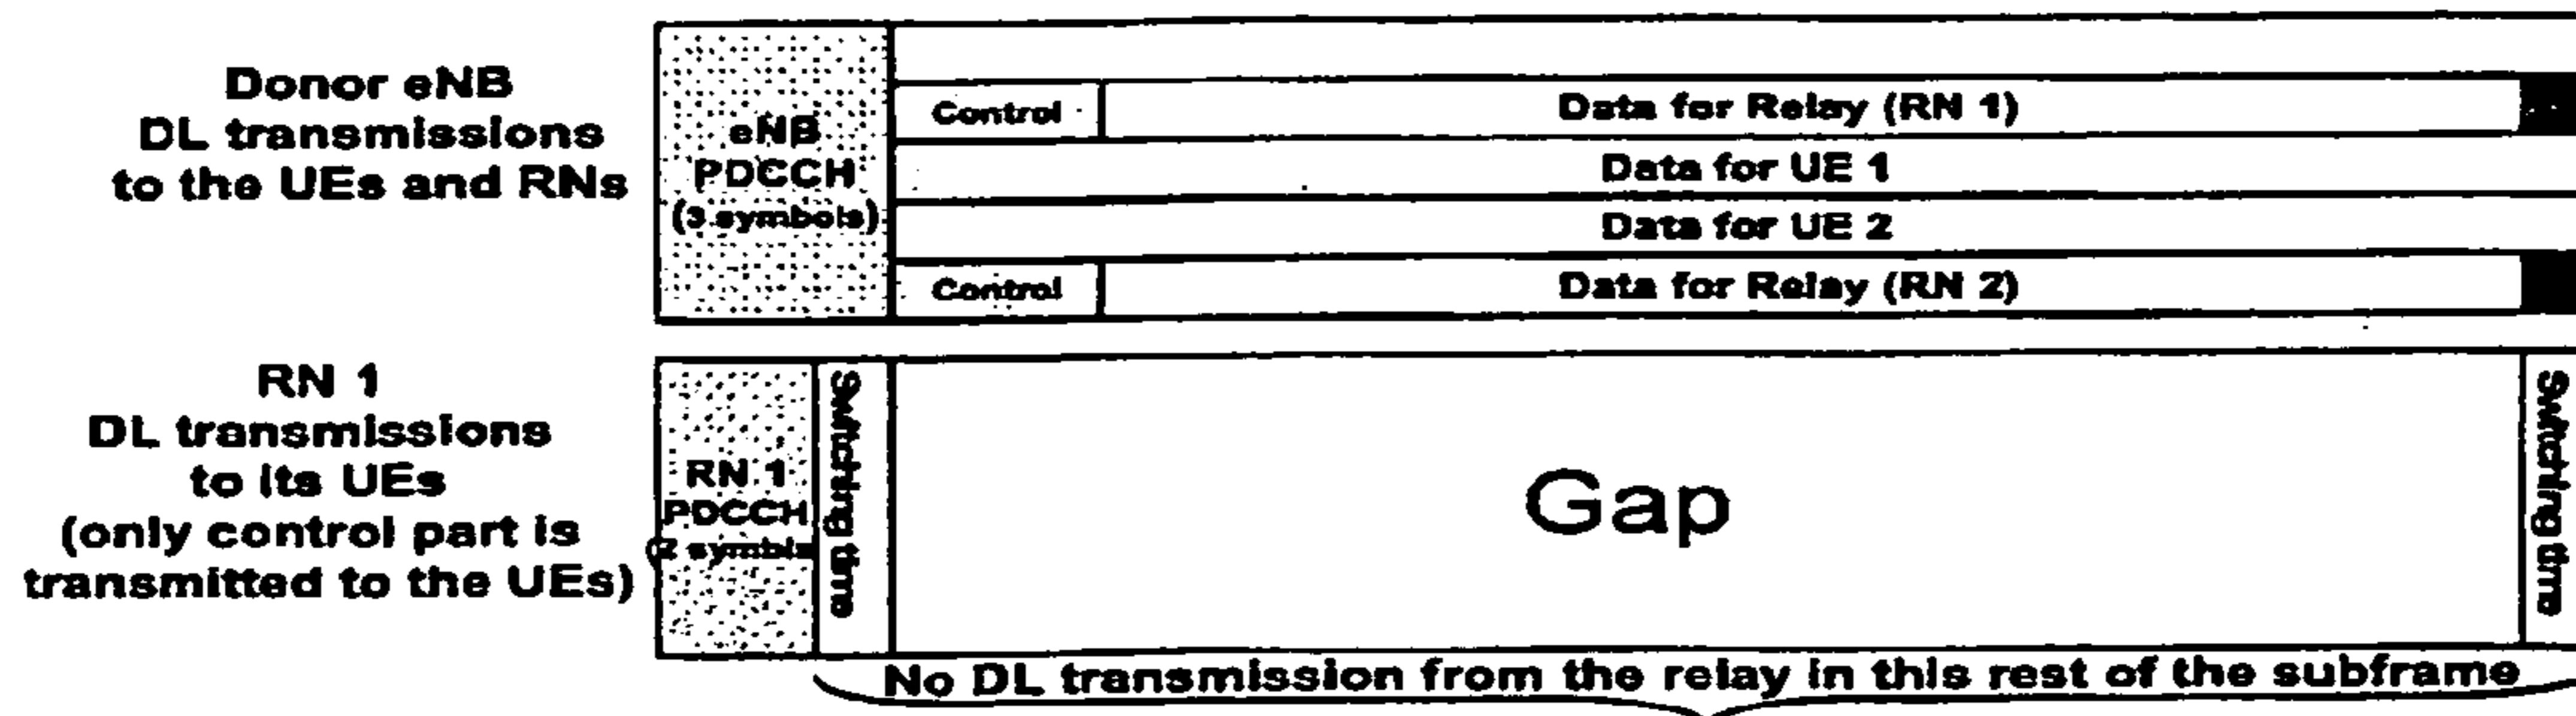 Donor eNB
DL transmissions
to the UEs and RNs
eNB
PDCCH
(3 symbols)
Control
Data for Relay (RN 1)
Data for UE 1
Data for UE 2
Control
Data for Relay (RN 2)
RN 1
DL transmissions
to its UEs
(only control part is
transmitted to the UEs)
RN 1
PDCCH
(2 symbls
Switching time
Gap
Switching time
No DL transmission from the relay in this rest of the subframe